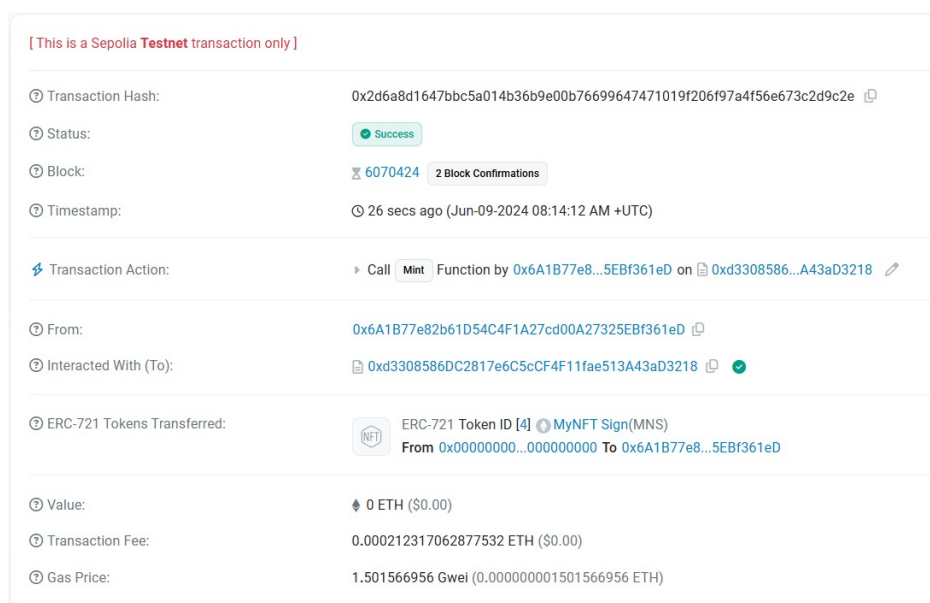 [ This is a Sepolia Testnet transaction only ]
Transaction Hash: 0x2d6a8d1647bbc5a014b36b9e00b76699647471019f206f97a4f56e673c2d9c2e
Status: Success
Block: 6070424 2 Block Confirmations
Timestamp: 26 secs ago (Jun-09-2024 08:14:12 AM +UTC)
Transaction Action: Call Mint Function by 0x6A1B77e8...5EBf361eD on 0xd3308586...A43aD3218
From: 0x6A1B77e82b61D54C4F1A27cd00A27325EBf361eD
Interacted With (To): 0xd3308586DC2817e6C5cCF4F11fae513A43aD3218
ERC-721 Tokens Transferred: ERC-721 Token ID [4] MyNFT Sign(MNS)
NFT
From 0x00000000...000000000 To 0x6A1B77e8...5EBf361eD
Value: 0 ETH ($0.00)
Transaction Fee: 0.000212317062877532 ETH ($0.00)
Gas Price: 1.501566956 Gwei (0.000000001501566956 ETH)